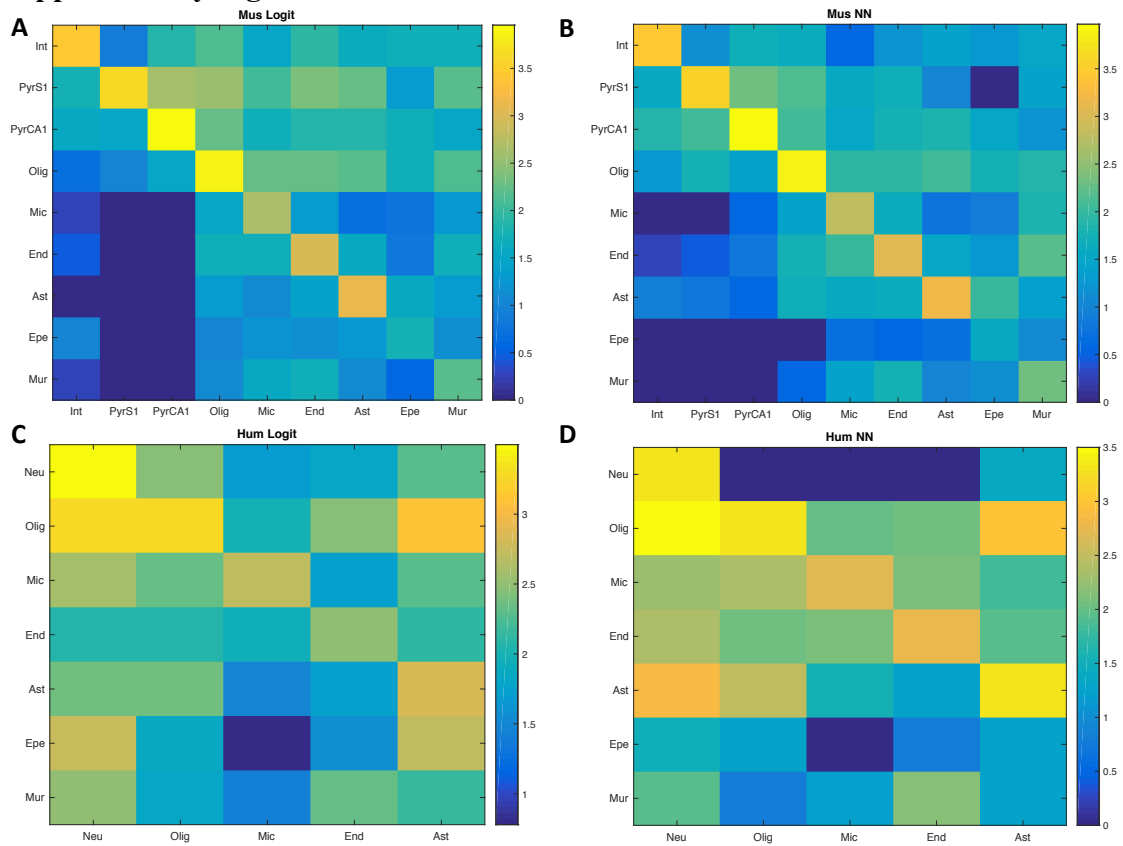 A
Mus Logit
Int
PyrS1
PyrCA1
Olig
Mic
End
Ast
Epe
Mur
Int PyrS1 PyrCA1 Olig Mic End Ast Epe Mur
3.5
3
2.5
2
1.5
1
0.5
0
B
Mus NN
Int
PyrS1
PyrCA1
Olig
Mic
End
Ast
Epe
Mur
Int PyrS1 PyrCA1 Olig Mic End Ast Epe Mur
3.5
3
2.5
2
1.5
1
0.5
0
C
Hum Logit
Neu
Olig
Mic
End
Ast
Epe
Mur
Neu Olig Mic End Ast
3
2.5
2
1.5
1
D
Hum NN
Neu
Olig
Mic
End
Ast
Epe
Mur
Neu Olig Mic End Ast
3.5
3
2.5
2
1.5
1
0.5
0